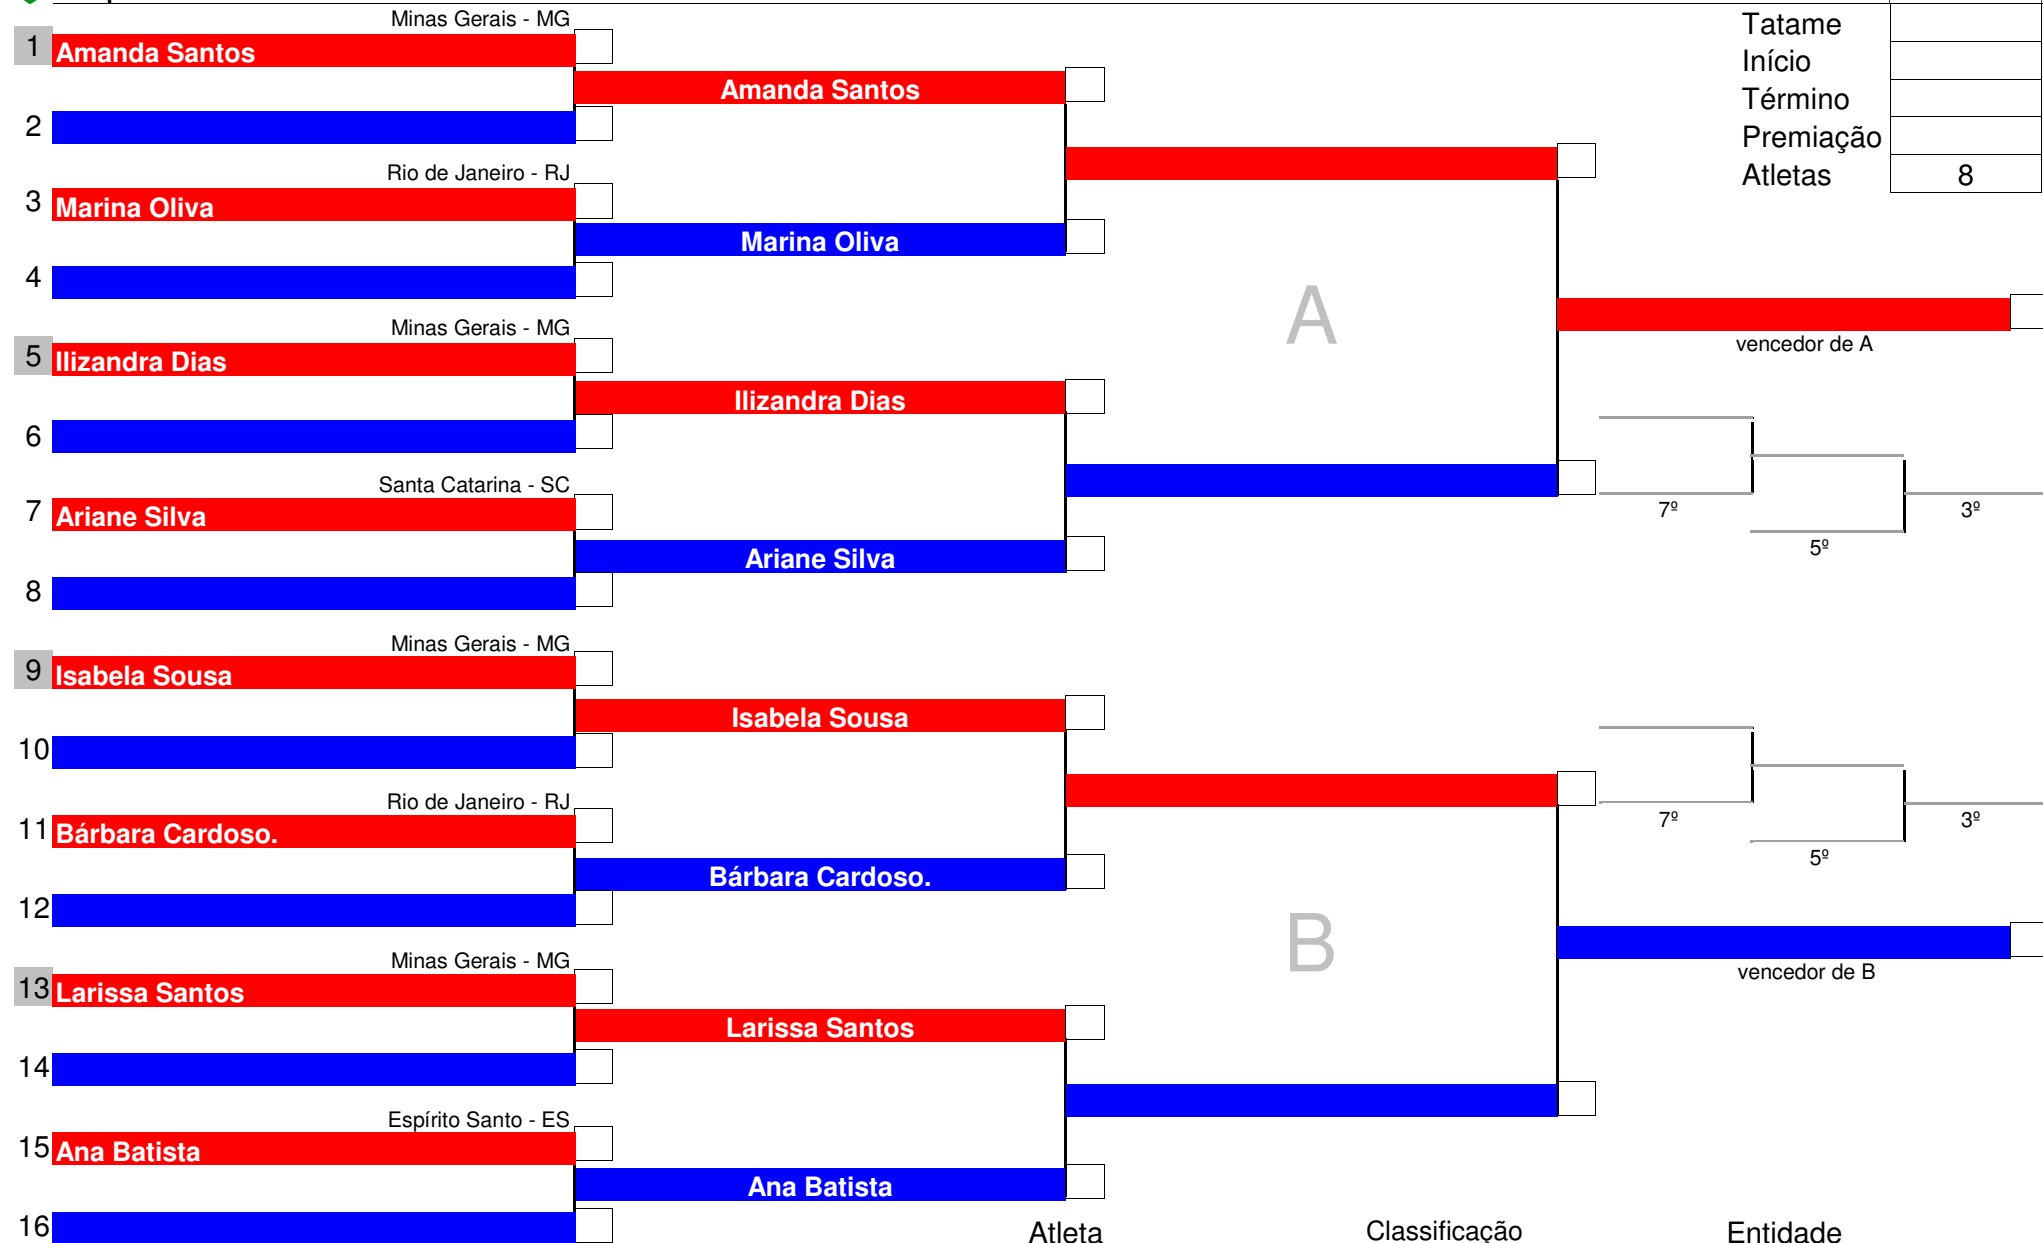 Minas Gerais - MG
1 Amanda Santos
Amanda Santos
2
Rio de Janeiro - RJ
3 Marina Oliva
Marina Oliva
4
Minas Gerais - MG
5 Ilizandra Dias
Ilizandra Dias
6
Santa Catarina - SC
7 Ariane Silva
Ariane Silva
8
Minas Gerais - MG
9 Isabela Sousa
Isabela Sousa
10
Rio de Janeiro - RJ
11 Bárbara Cardoso.
Bárbara Cardoso.
12
Minas Gerais - MG
13 Larissa Santos
Larissa Santos
14
Espírito Santo - ES
15 Ana Batista
Ana Batista
16
A
B
Tatame
Início
Término
Premiação
Atletas 8
vencedor de A
7º
3º
5º
7º
3º
5º
vencedor de B
Atleta Classificação Entidade